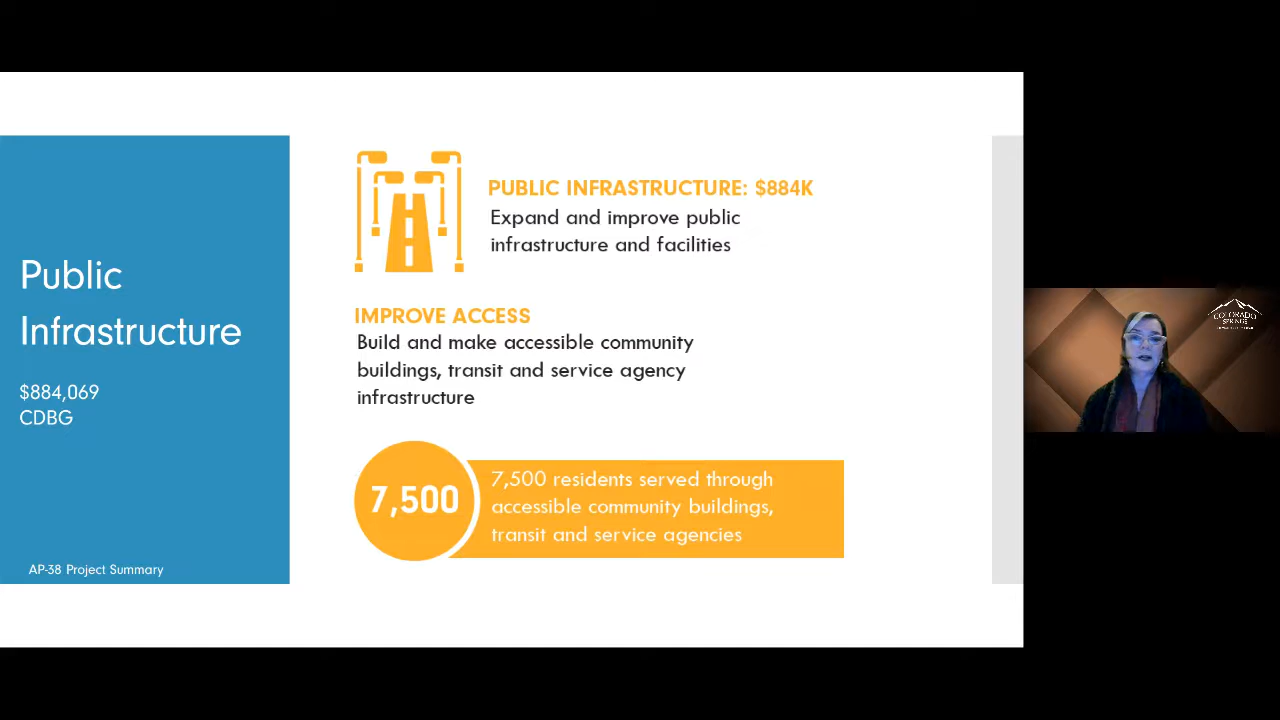 Public
Infrastructure
$884,069
CDBG
AP-38 Project Summary
PUBLIC INFRASTRUCTURE: $884K
Expand and improve public
infrastructure and facilities
IMPROVE ACCESS
Build and make accessible community
buildings, transit and service agency
infrastructure
7,500
7,500 residents served through
accessible community buildings,
transit and service agencies
COLORADO
SPRINGS